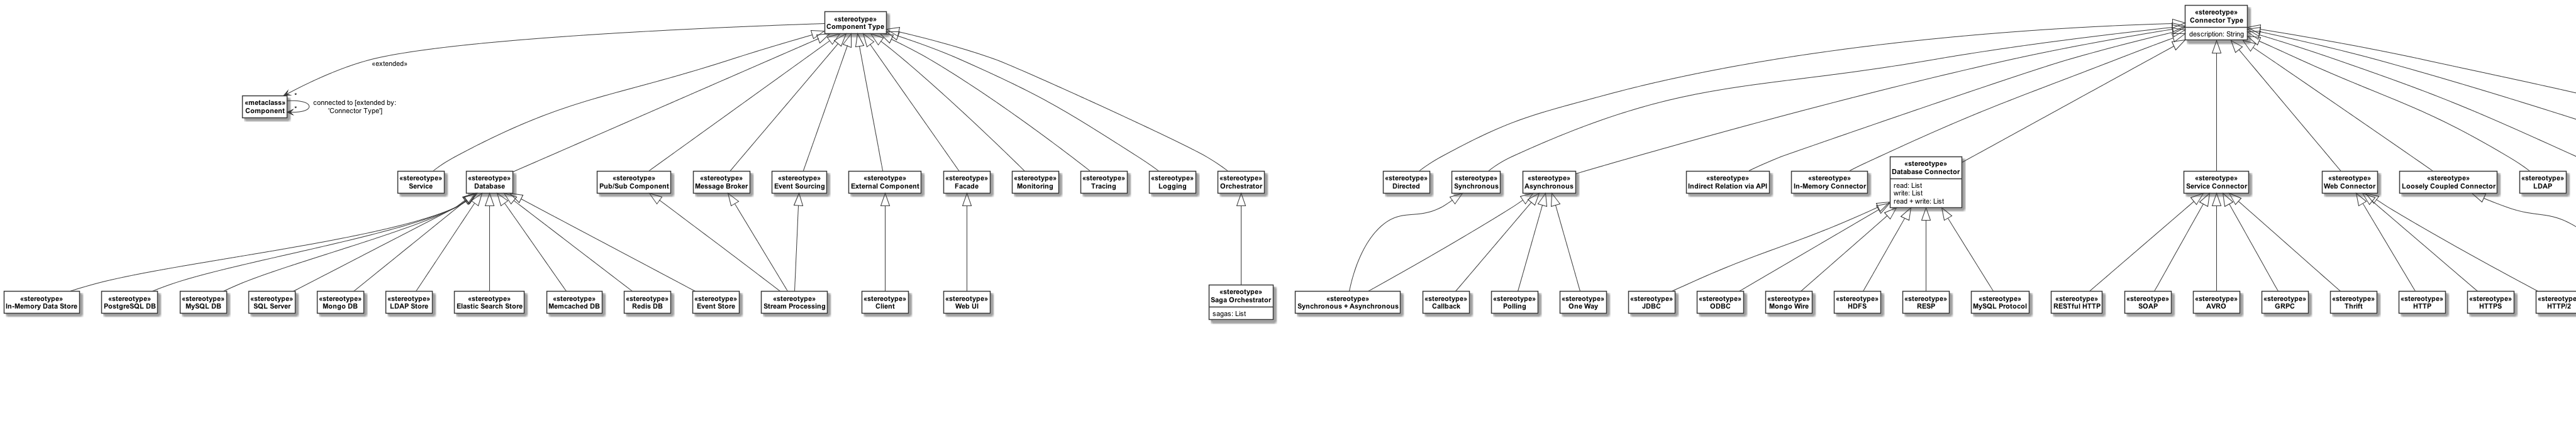 «stereotype»
Component Type
«stereotype»
Connector Type
description: String
«extended»
«metaclass»
Component
*
*
connected to [extended by:
'Connector Type']
«stereotype»
Service
«stereotype»
Database
«stereotype»
Pub/Sub Component
«stereotype»
Message Broker
«stereotype»
Event Sourcing
«stereotype»
External Component
«stereotype»
Facade
«stereotype»
Monitoring
«stereotype»
Tracing
«stereotype»
Logging
«stereotype»
Orchestrator
«stereotype»
Directed
«stereotype»
Synchronous
«stereotype»
Asynchronous
«stereotype»
Indirect Relation via API
«stereotype»
In-Memory Connector
«stereotype»
Database Connector
read: List
write: List
read + write: List
«stereotype»
Service Connector
«stereotype»
Web Connector
«stereotype»
Loosely Coupled Connector
«stereotype»
LDAP
«stereotype»
In-Memory Data Store
«stereotype»
PostgreSQL DB
«stereotype»
MySQL DB
«stereotype»
SQL Server
«stereotype»
Mongo DB
«stereotype»
LDAP Store
«stereotype»
Elastic Search Store
«stereotype»
Memcached DB
«stereotype»
Redis DB
«stereotype»
Event Store
«stereotype»
Stream Processing
«stereotype»
Client
«stereotype»
Web UI
«stereotype»
Saga Orchestrator
sagas: List
«stereotype»
Synchronous + Asynchronous
«stereotype»
Callback
«stereotype»
Polling
«stereotype»
One Way
«stereotype»
JDBC
«stereotype»
ODBC
«stereotype»
Mongo Wire
«stereotype»
HDFS
«stereotype»
RESP
«stereotype»
MySQL Protocol
«stereotype»
RESTful HTTP
«stereotype»
SOAP
«stereotype»
AVRO
«stereotype»
GRPC
«stereotype»
Thrift
«stereotype»
HTTP
«stereotype»
HTTPS
HTTP/2